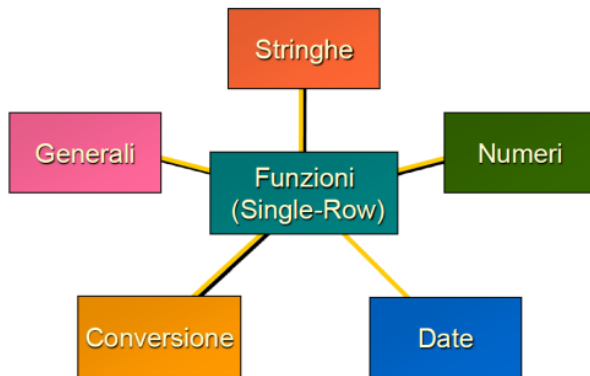 Stringhe
Generali
Numeri
Funzioni
(Single-Row)
Conversione
Date